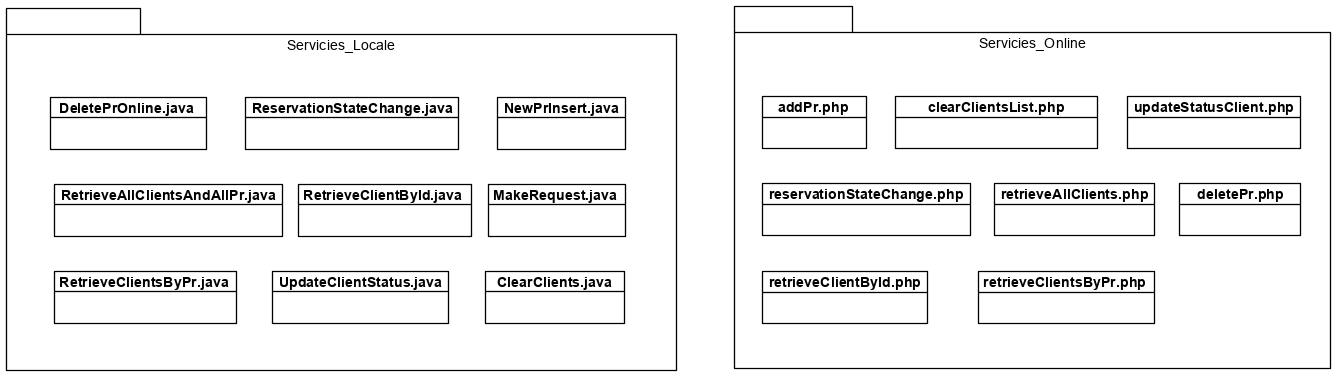 Servicies_Locale
DeletePrOnline.java
ReservationStateChange.java
NewPrInsert.java
RetrieveAllClientsAndAllPr.java
RetrieveClientById.java
MakeRequest.java
RetrieveClientsByPr.java
UpdateClientStatus.java
ClearClients.java
Servicies_Online
addPr.php
clearClientsList.php
updateStatusClient.php
reservationStateChange.php
retrieveAllClients.php
deletePr.php
retrieveClientById.php
retrieveClientsByPr.php